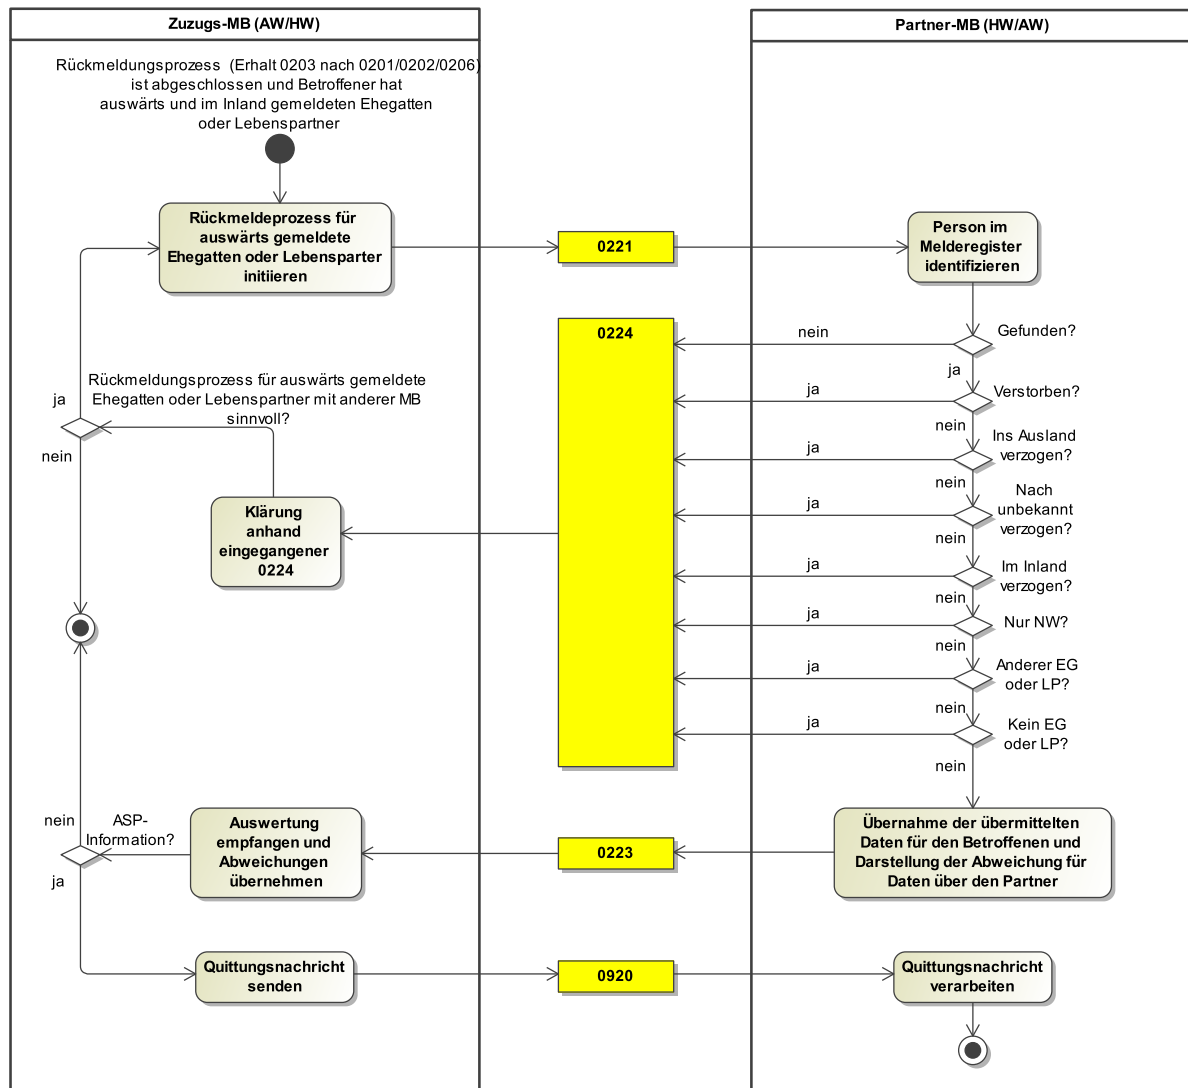 Zuzugs-MB (AW/HW)
Partner-MB (HW/AW)
Rückmeldungsprozess  (Erhalt 0203 nach 0201/0202/0206)
ist abgeschlossen und Betroffener hat
auswärts und im Inland gemeldeten Ehegatten
oder Lebenspartner
Rückmeldeprozess für
auswärts gemeldete
Ehegatten oder Lebensparter
initiieren
0221
Person im
Melderegister
identifizieren
0224
nein
Gefunden?
ja
ja
Verstorben?
nein
ja
Ins Ausland
verzogen?
nein
ja
Nach
unbekannt
verzogen?
nein
ja
Im Inland
verzogen?
nein
ja
Nur NW?
nein
ja
Anderer EG
oder LP?
nein
ja
Kein EG
oder LP?
nein
Rückmeldungsprozess für auswärts gemeldete
Ehegatten oder Lebenspartner mit anderer MB
sinnvoll?
ja
nein
Klärung
anhand
eingegangener
0224
Übernahme der übermittelten
Daten für den Betroffenen und
Darstellung der Abweichung für
Daten über den Partner
0223
Auswertung
empfangen und
Abweichungen
übernehmen
ASP-
Information?
nein
ja
Quittungsnachricht
senden
0920
Quittungsnachricht
verarbeiten